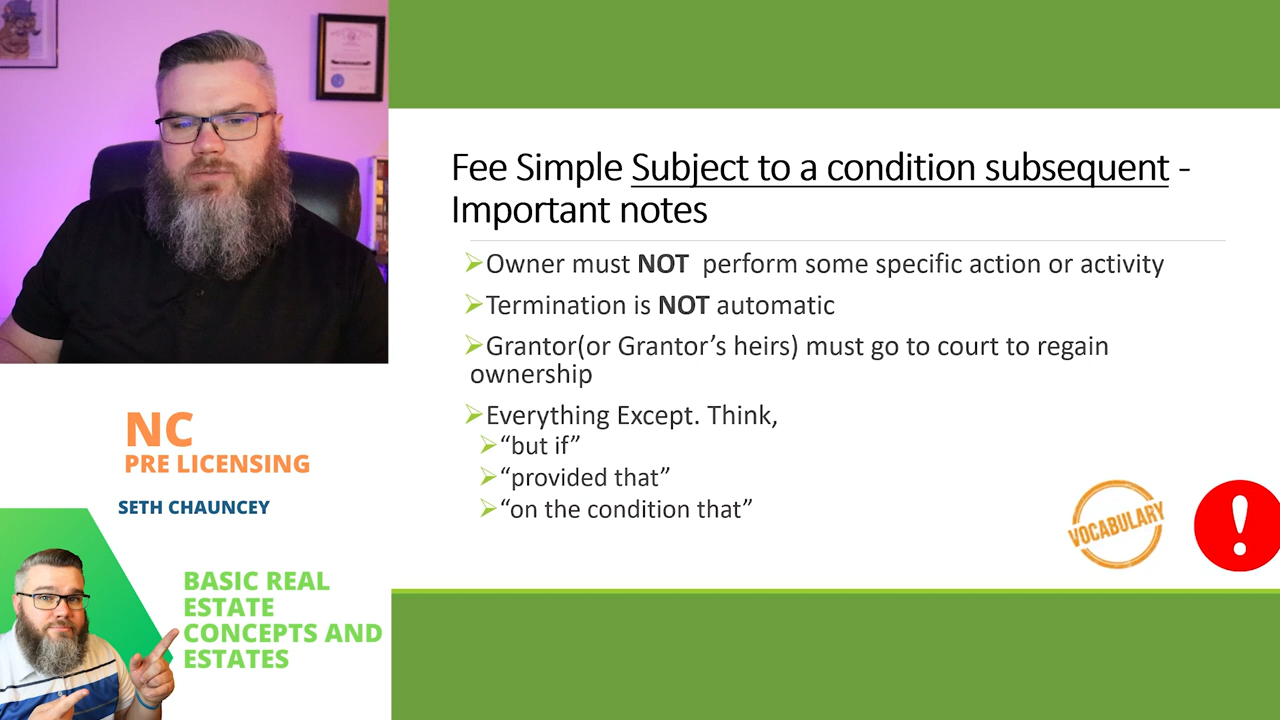 Fee Simple Subject to a condition subsequent -
Important notes
Owner must NOT perform some specific action or activity
Termination is NOT automatic
Grantor(or Grantor’s heirs) must go to court to regain
ownership
Everything Except. Think,
“but if”
“provided that”
“on the condition that”
VOCABULARY
!
NC
PRE LICENSING
SETH CHAUNCEY
BASIC REAL
ESTATE
CONCEPTS AND
ESTATES